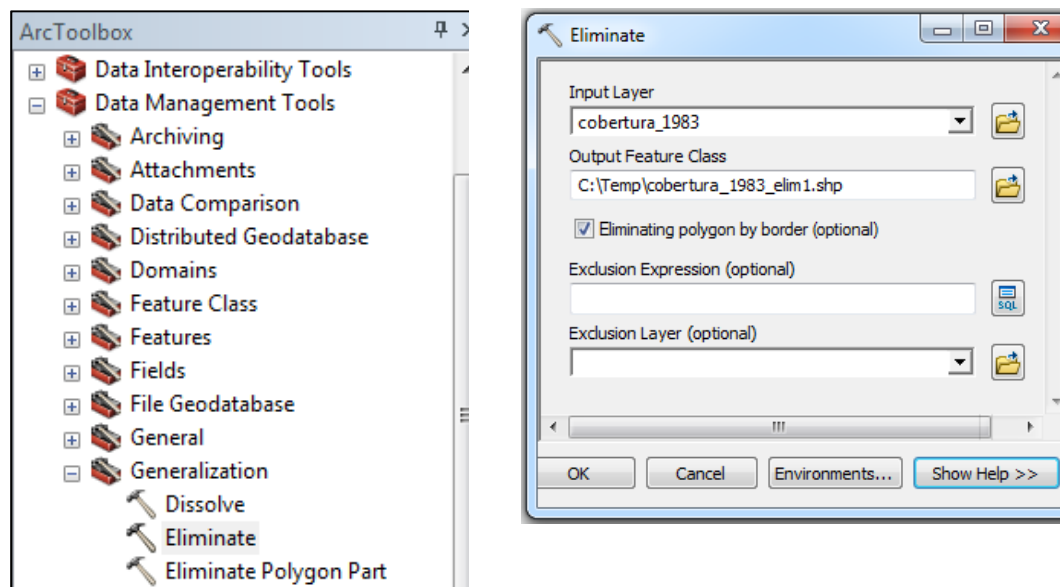 ArcToolbox
Data Interoperability Tools
Data Management Tools
Archiving
Attachments
Data Comparison
Distributed Geodatabase
Domains
Feature Class
Features
Fields
File Geodatabase
General
Generalization
Dissolve
Eliminate
Eliminate Polygon Part
Eliminate
Input Layer
cobertura_1983
Output Feature Class
C:\Temp\cobertura_1983_elim1.shp
Eliminating polygon by border (optional)
Exclusion Expression (optional)
SQL
Exclusion Layer (optional)
OK Cancel Environments... Show Help >>